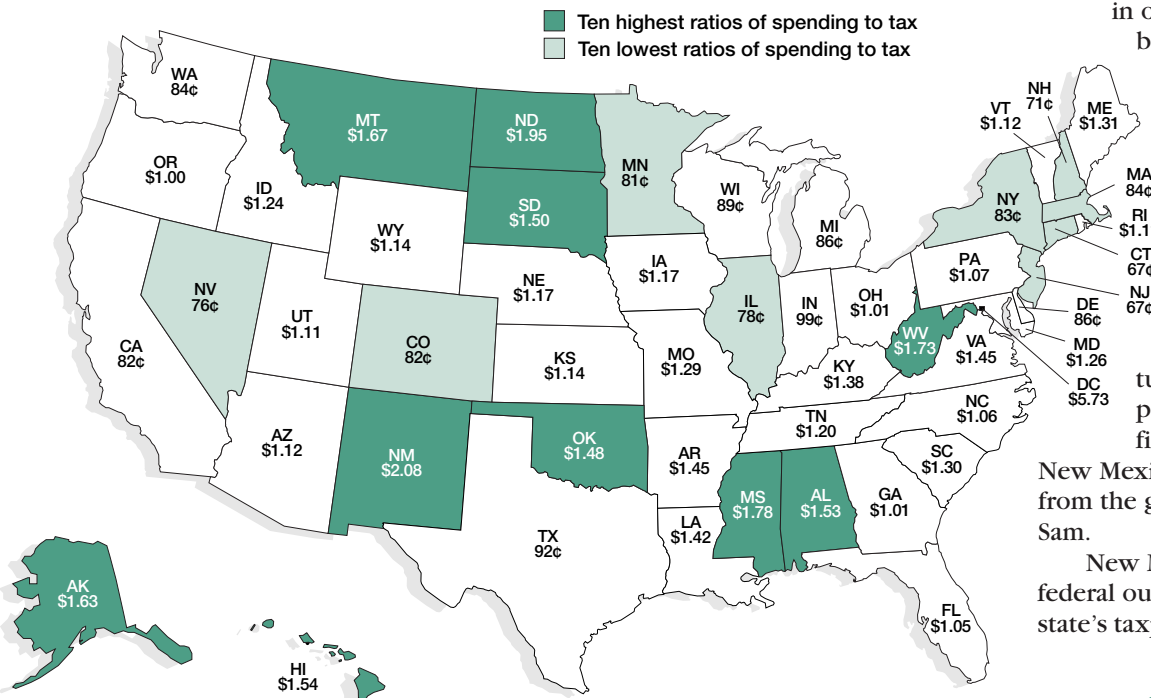 Ten highest ratios of spending to tax
Ten lowest ratios of spending to tax
WA
84¢
OR
$1.00
ID
$1.24
MT
$1.67
ND
$1.95
SD
$1.50
MN
81¢
WI
89¢
MI
86¢
WY
$1.14
NV
76¢
CA
82¢
UT
$1.11
CO
82¢
NE
$1.17
IA
$1.17
IL
78¢
IN
99¢
OH
$1.01
PA
$1.07
NY
83¢
VT
$1.12
NH
71¢
ME
$1.31
MA
84¢
RI
$1.1
CT
67¢
NJ
67¢
DE
86¢
MD
$1.26
DC
$5.73
WV
$1.73
VA
$1.45
KY
$1.38
KS
$1.14
MO
$1.29
AZ
$1.12
NM
$2.08
OK
$1.48
AR
$1.45
TN
$1.20
NC
$1.06
SC
$1.30
GA
$1.01
AL
$1.53
MS
$1.78
LA
$1.42
TX
92¢
FL
$1.05
AK
$1.63
HI
$1.54
in
New
from the
Sam.
New
federal
state's